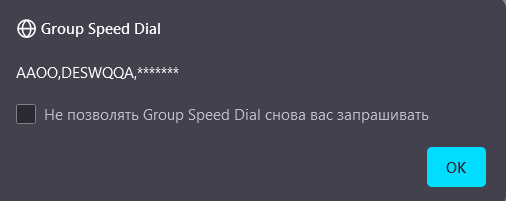 Group Speed Dial
AAOO,DESWQQA,*******
Не позволять Group Speed Dial снова вас запрашивать
OK